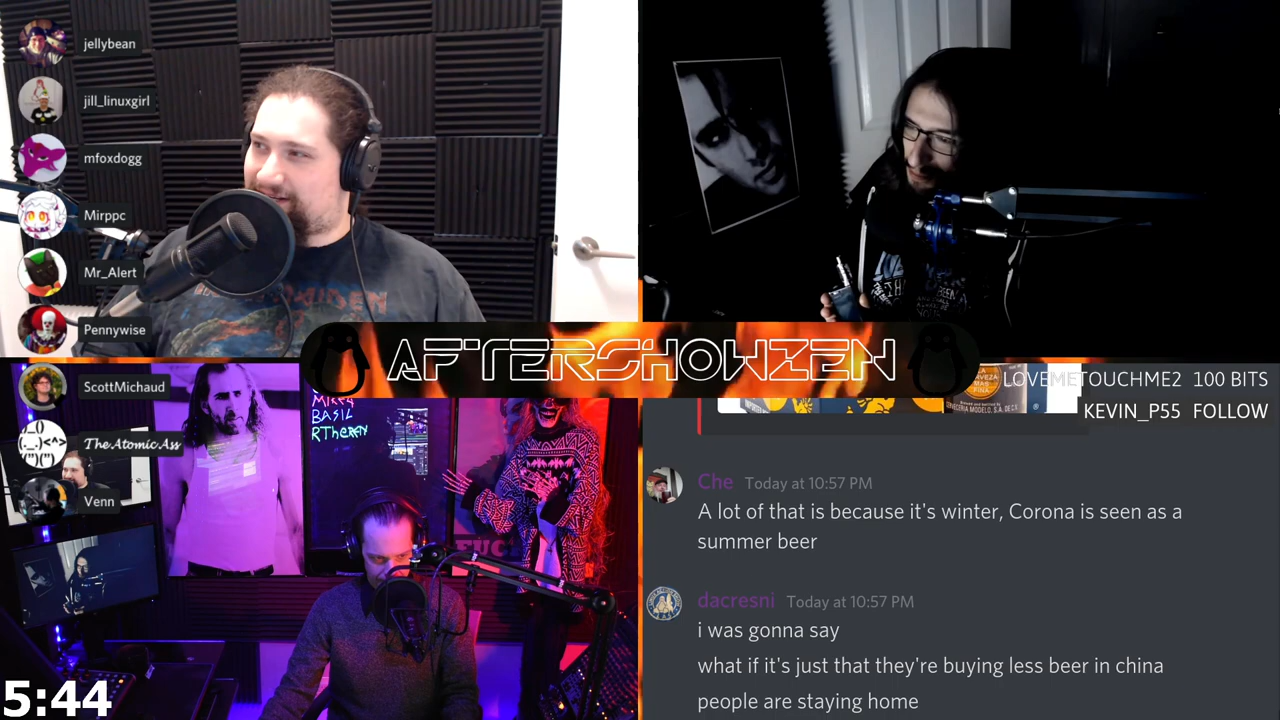 jellybean
jill_linuxgirl
mfoxdogg
Mirppc
Mr_Alert
Pennywise
AFTERSHOWZEN
ScottMichaud
TheAtomicAss
Venn
BASIL
RTheren
5:44
LOVEMETOUCHME2 100 BITS
KEVIN_P55 FOLLOW
Che Today at 10:57 PM
A lot of that is because it's winter, Corona is seen as a
summer beer
dacresni Today at 10:57 PM
i was gonna say
what if it's just that they're buying less beer in china
people are staying home